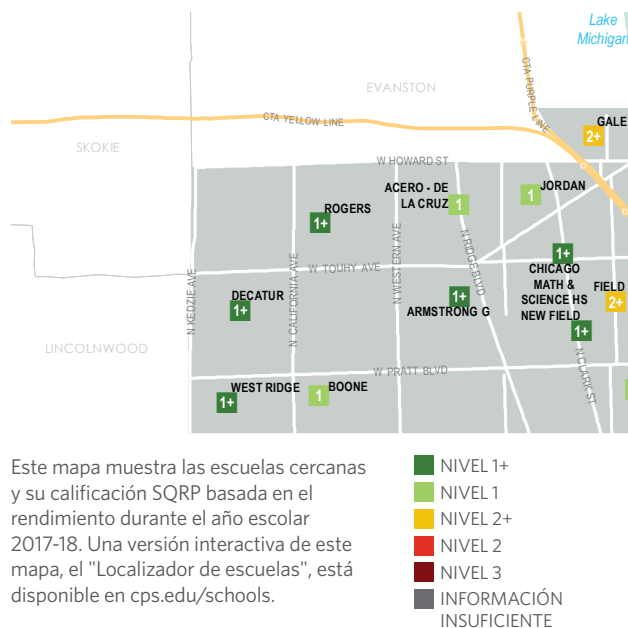 Lake
Michigan
EVANSTON
CTA PURPLE LINE
GALE
2+
CTA YELLOW LINE
SKOKIE
W HOWARD ST
ACERO - DE
LA CRUZ
1
JORDAN
1
ROGERS
1+
N RIDGE BLVD
N WESTERN AVE
N CALIFORNIA AVE
N KEDZIE AVE
W TOUHY AVE
1+
CHICAGO
MATH &
SCIENCE HS
NEW FIELD
1+
FIELD
2+
DECATUR
1+
1+
ARMSTRONG G
LINCOLNWOOD
N CLARK ST
W PRATT BLVD
WEST RIDGE
1+
BOONE
1
Este mapa muestra las escuelas cercanas
y su calificación SQRP basada en el
rendimiento durante el año escolar
2017-18. Una versión interactiva de este
mapa, el "Localizador de escuelas", está
disponible en cps.edu/schools.
NIVEL 1+
NIVEL 1
NIVEL 2+
NIVEL 2
NIVEL 3
INFORMACIÓN
INSUFICIENTE